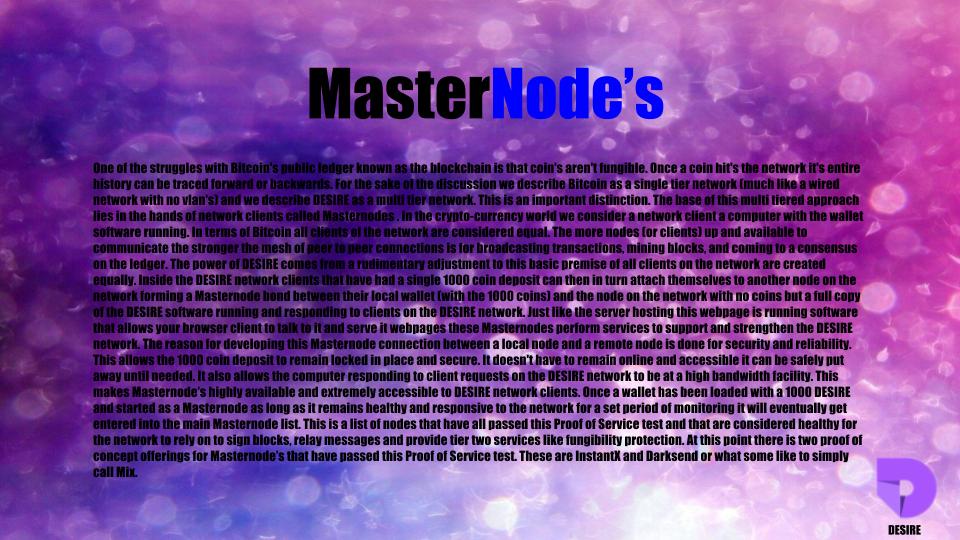 MasterNode's
One of the struggles with Bitcoin's public ledger known as the blockchain is that coin's aren't fungible. Once a coin hit's the network it's entire
history can be traced forward or backwards. For the sake of the discussion we describe Bitcoin as a single tier network (much like a wired
network with no vlan's) and we describe DESIRE as a multi tier network. This is an important distinction. The base of this multi tiered approach
lies in the hands of network clients called Masternodes . in the crypto-currency world we consider a network client a computer with the wallet
software running. In terms of Bitcoin all clients of the network are considered equal. The more nodes (or clients) up and available to
communicate the stronger the mesh of peer to peer connections is for broadcasting transactions, mining blocks, and coming to a consensus
on the ledger. The power of DESIRE comes from a rudimentary adjustment to this basic premise of all clients on the network are created
equally. Inside the DESIRE network clients that have had a single 1000 coin deposit can then in turn attach themselves to another node on the
network forming a Masternode bond between their local wallet (with the 1000 coins) and the node on the network with no coins but a full copy
of the DESIRE software running and responding to clients on the DESIRE network. Just like the server hosting this webpage is running software
that allows your browser client to talk to it and serve it webpages these Masternodes perform services to support and strengthen the DESIRE
network. The reason for developing this Masternode connection between a local node and a remote node is done for security and reliability.
This allows the 1000 coin deposit to remain locked in place and secure. It doesn't have to remain online and accessible it can be safely put
away until needed. It also allows the computer responding to client requests on the DESIRE network to be at a high bandwidth facility. This
makes Masternode's highly available and extremely accessible to DESIRE network clients. Once a wallet has been loaded with a 1000 DESIRE
and started as a Masternode as long as it remains healthy and responsive to the network for a set period of monitoring it will eventually get
entered into the main Masternode list. This is a list of nodes that have all passed this Proof of Service test and that are considered healthy for
the network to rely on to sign blocks, relay messages and provide tier two services like fungibility protection. At this point there is two proof of
concept offerings for Masternode's that have passed this Proof of Service test. These are InstantX and Darksend or what some like to simply
call Mix.
DESIRE